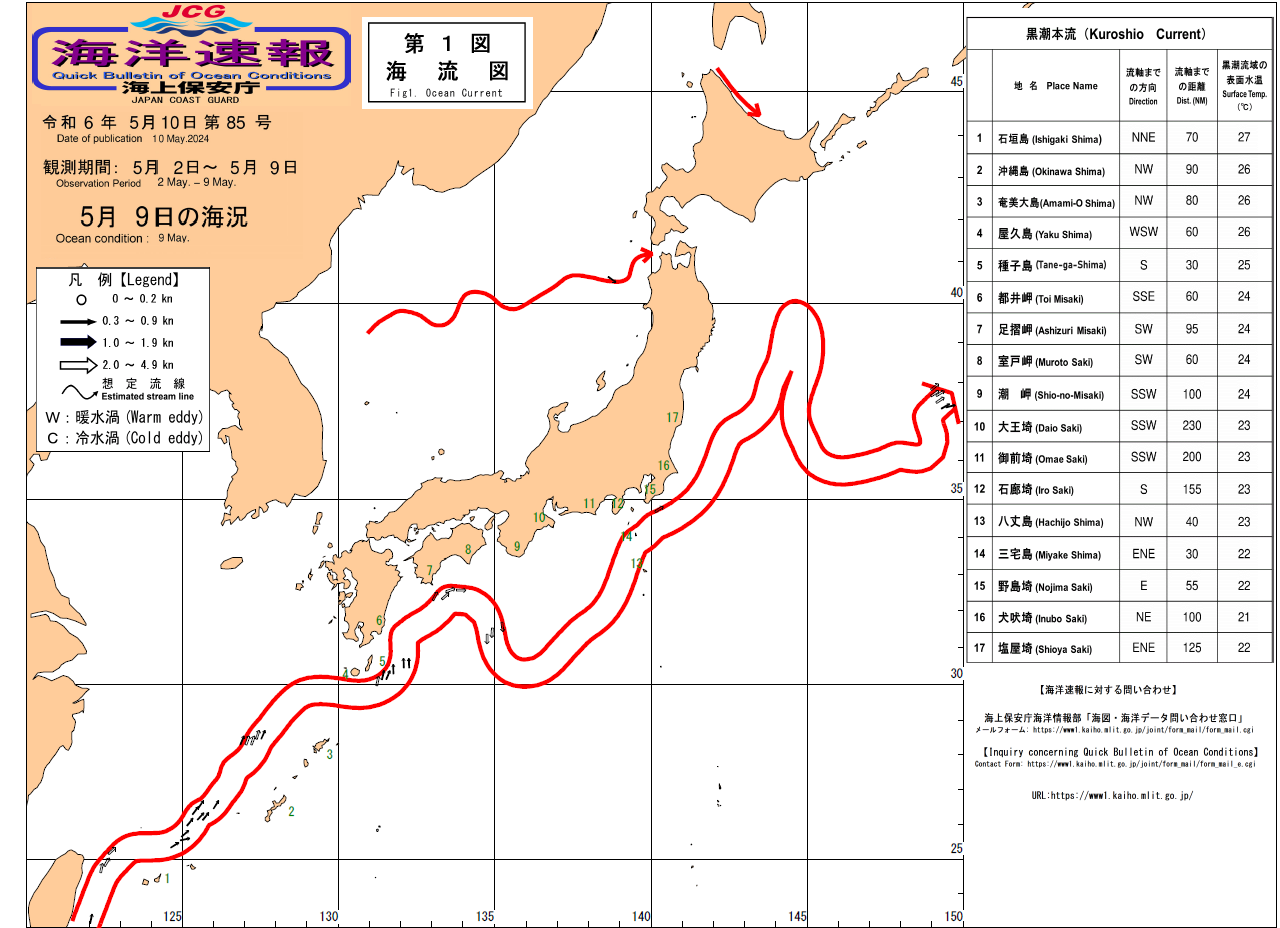 JCG
海洋速報
Quick Bulletin of Ocean Conditions
海上保安庁
JAPAN COAST GUARD
令和 6 年 5月10日 第 85 号
Date of publication 10 May.2024
観測期間: 5月 2日～ 5月 9日
Observation Period 2 May. – 9 May.
5月 9日の海況
Ocean condition : 9 May.
第 1 図
海 流 図
Fig1. Ocean Current
凡 例【Legend】
0 ～ 0.2 kn
0.3 ～ 0.9 kn
1.0 ～ 1.9 kn
2.0 ～ 4.9 kn
想 定 流 線
Estimated stream line
W : 暖水渦 (Warm eddy)
C : 冷水渦 (Cold eddy)
45
40
35
30
25
125
130
135
140
145
150
17
16
15
12
11
10
14
9
8
13
7
6
5
4
3
2
1
黒潮本流 (Kuroshio Current)
地 名 Place Name
流軸まで
の方向
Direction
流軸まで
の距離
Dist. (NM)
黒潮流域の
表面水温
Surface Temp.
(℃)
1 石垣島 (Ishigaki Shima) NNE 70 27
2 沖縄島 (Okinawa Shima) NW 90 26
3 奄美大島(Amami-O Shima) NW 80 26
4 屋久島 (Yaku Shima) WSW 60 26
5 種子島 (Tane-ga-Shima) S 30 25
6 都井岬 (Toi Misaki) SSE 60 24
7 足摺岬 (Ashizuri Misaki) SW 95 24
8 室戸岬 (Muroto Saki) SW 60 24
9 潮 岬 (Shio-no-Misaki) SSW 100 24
10 大王埼 (Daio Saki) SSW 230 23
11 御前埼 (Omae Saki) SSW 200 23
12 石廊埼 (Iro Saki) S 155 23
13 八丈島 (Hachijo Shima) NW 40 23
14 三宅島 (Miyake Shima) ENE 30 22
15 野島埼 (Nojima Saki) E 55 22
16 犬吠埼 (Inubo Saki) NE 100 21
17 塩屋埼 (Shioya Saki) ENE 125 22
【海洋速報に対する問い合わせ】
海上保安庁海洋情報部「海図・海洋データ問い合わせ窓口」
メールフォーム: https://www1.kaiho.mlit.go.jp/joint/form_mail/form_mail.cgi
【Inquiry concerning Quick Bulletin of Ocean Conditions】
Contact Form: https://www1.kaiho.mlit.go.jp/joint/form_mail/form_mail_e.cgi
URL:https://www1.kaiho.mlit.go.jp/